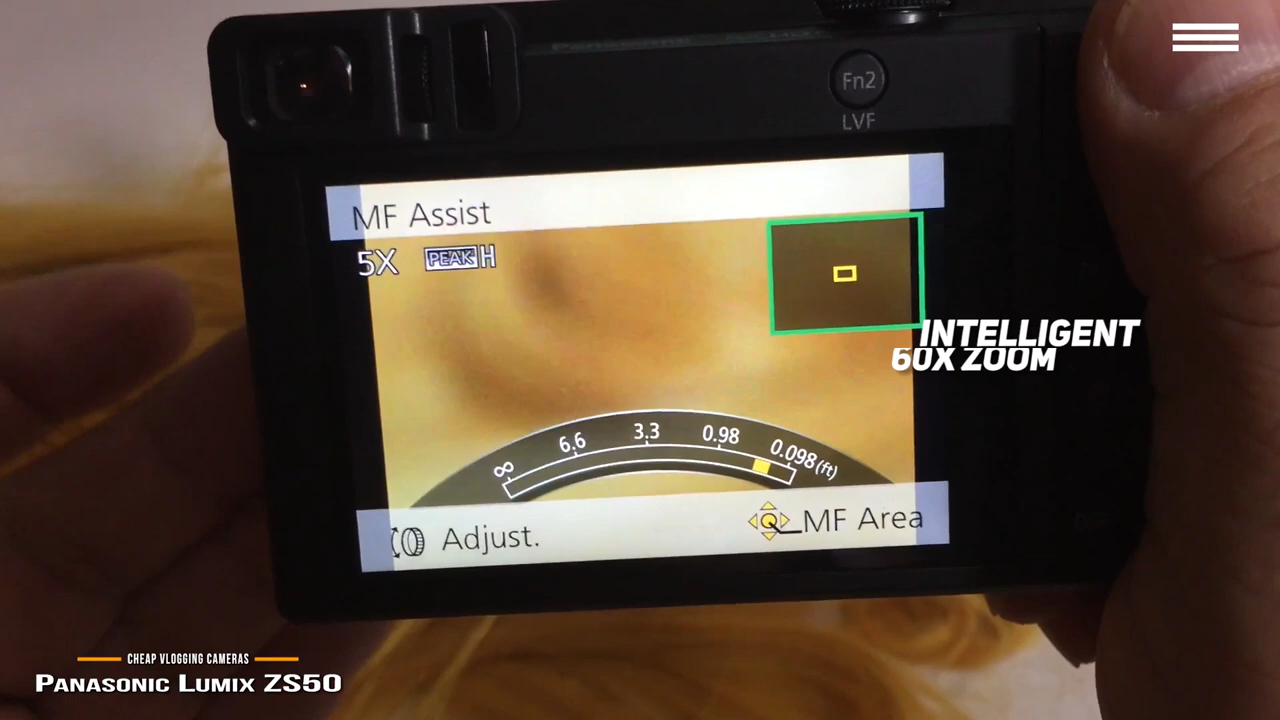 Fn2
LVF
MF Assist
5X PEAK H
INTELLIGENT
60X ZOOM
∞ 6.6 3.3 0.98 0.098 (ft)
Adjust. MF Area
CHEAP VLOGGING CAMERAS
PANASONIC LUMIX ZS50